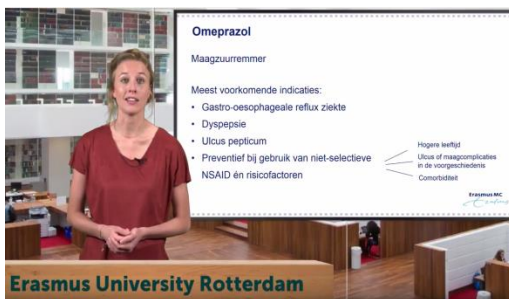 Omeprazol
Maagzuurremmer
Meest voorkomende indicaties:
• Gastro-oesophageale reflux ziekte
• Dyspepsie
• Ulcus pepticum
• Preventief bij gebruik van niet-selectieve
NSAID én risicofactoren
Hogere leeftijd
Ulcus of maagcomplicaties
in de voorgeschiedenis
Comorbiditeit
Erasmus MC
Erasmus University Rotterdam